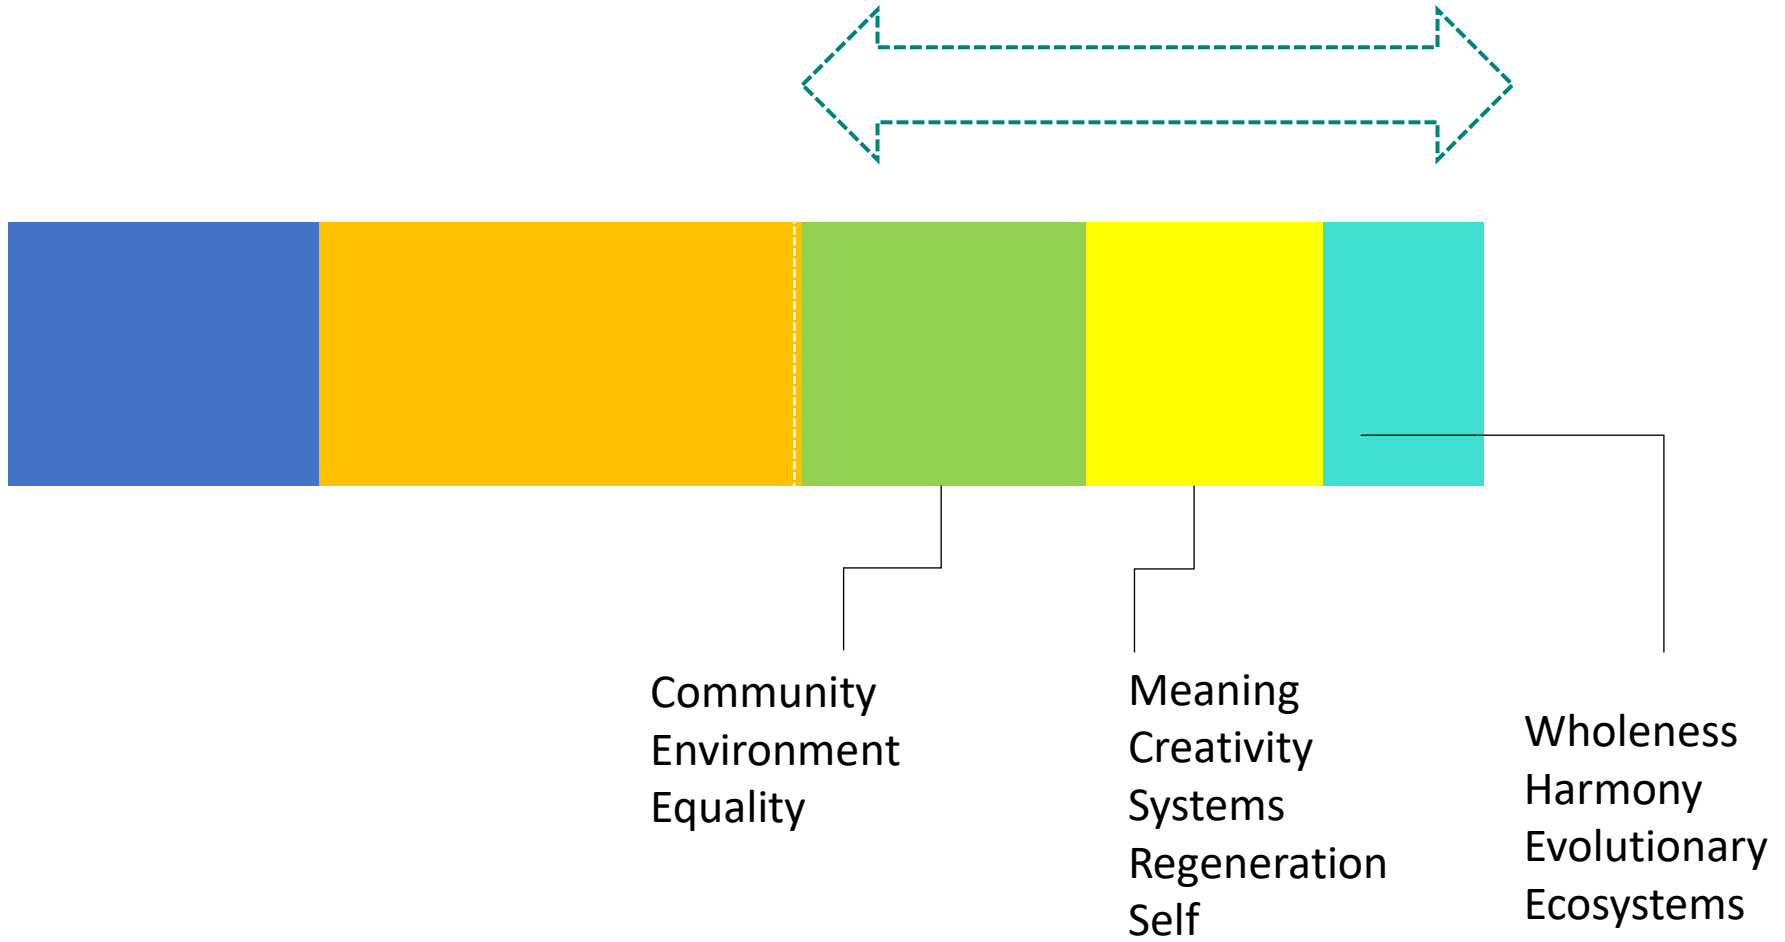 Community
Environment
Equality
Meaning
Creativity
Systems
Regeneration
Self
Wholeness
Harmony
Evolutionary
Ecosystems